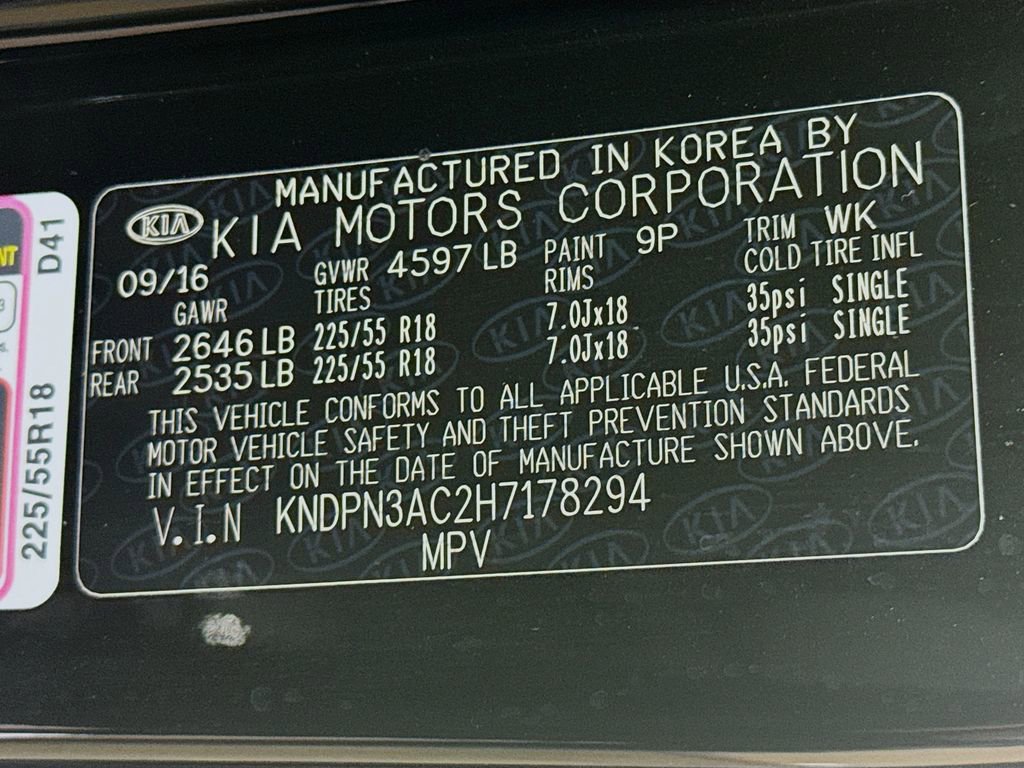 MANUFACTURED IN KOREA BY
KIA KIA MOTORS CORPORATION
09/16 GVWR 4597 LB PAINT 9P TRIM WK
GAWR TIRES RIMS COLD TIRE INFL
FRONT 2646 LB 225/55 R18 7.0Jx18 35psi SINGLE
REAR 2535 LB 225/55 R18 7.0Jx18 35psi SINGLE
THIS VEHICLE CONFORMS TO ALL APPLICABLE U.S.A. FEDERAL
MOTOR VEHICLE SAFETY AND THEFT PREVENTION STANDARDS
IN EFFECT ON THE DATE OF MANUFACTURE SHOWN ABOVE.
V.I.N KNDPN3AC2H7178294
MPV
225/55R18 D41